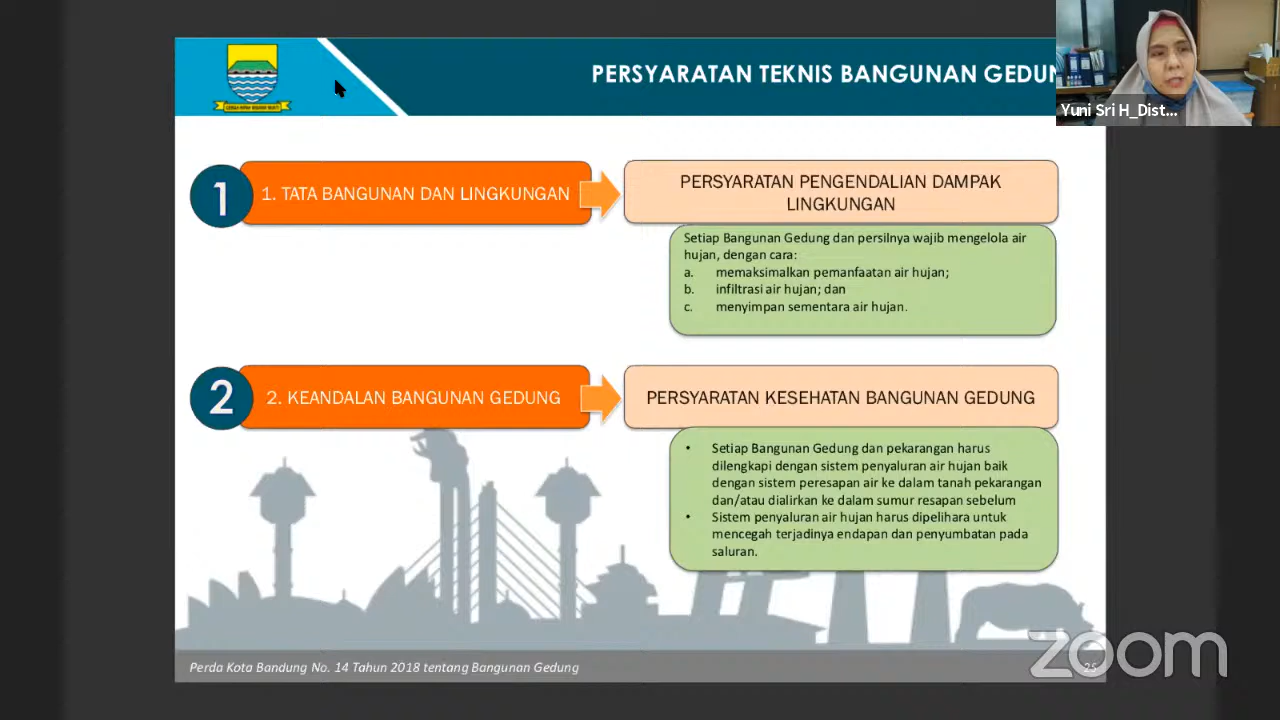 PERSYARATAN TEKNIS BANGUNAN GEDUN
Yuni Sri H_Dist...
1
1. TATA BANGUNAN DAN LINGKUNGAN
PERSYARATAN PENGENDALIAN DAMPAK
LINGKUNGAN
Setiap Bangunan Gedung dan persilnya wajib mengelola air
hujan, dengan cara:
a. memaksimalkan pemanfaatan air hujan;
b. infiltrasi air hujan; dan
c. menyimpan sementara air hujan.
2
2. KEANDALAN BANGUNAN GEDUNG
PERSYARATAN KESEHATAN BANGUNAN GEDUNG
• Setiap Bangunan Gedung dan pekarangan harus
dilengkapi dengan sistem penyaluran air hujan baik
dengan sistem peresapan air ke dalam tanah pekarangan
dan/atau dialirkan ke dalam sumur resapan sebelum
• Sistem penyaluran air hujan harus dipelihara untuk
mencegah terjadinya endapan dan penyumbatan pada
saluran.
Perda Kota Bandung No. 14 Tahun 2018 tentang Bangunan Gedung
25
zoom